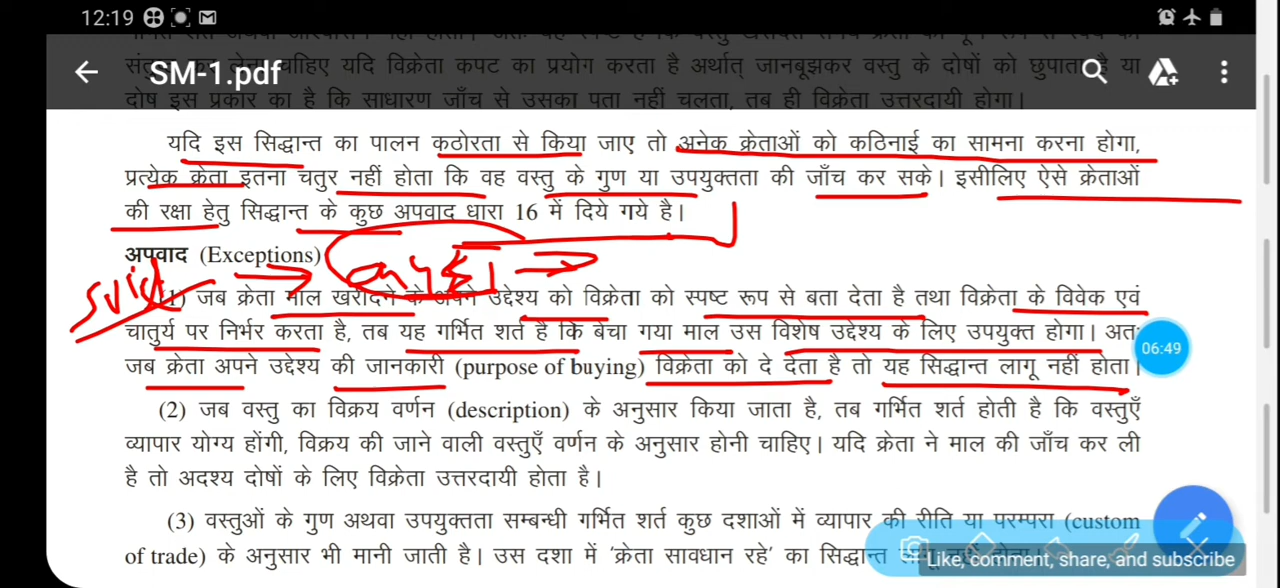 12:19
SM-1.pdf
संतुष्ट कर लेना चाहिए यदि विक्रेता कपट का प्रयोग करता है अर्थात् जानबूझकर वस्तु के दोषों को छुपाता है या
दोष इस प्रकार का है कि साधारण जाँच से उसका पता नहीं चलता, तब ही विक्रेता उत्तरदायी होगा।
यदि इस सिद्धान्त का पालन कठोरता से किया जाए तो अनेक क्रेताओं को कठिनाई का सामना करना होगा,
प्रत्येक क्रेता इतना चतुर नहीं होता कि वह वस्तु के गुण या उपयुक्तता की जाँच कर सके। इसीलिए ऐसे क्रेताओं
की रक्षा हेतु सिद्धान्त के कुछ अपवाद धारा 16 में दिये गये है।
अपवाद (Exceptions)
(1) जब क्रेता माल खरीदने के अपने उद्देश्य को विक्रेता को स्पष्ट रूप से बता देता है तथा विक्रेता के विवेक एवं
चातुर्य पर निर्भर करता है, तब यह गर्भित शर्त है कि बेचा गया माल उस विशेष उद्देश्य के लिए उपयुक्त होगा। अतः
जब क्रेता अपने उद्देश्य की जानकारी (purpose of buying) विक्रेता को दे देता है तो यह सिद्धान्त लागू नहीं होता।
06:49
(2) जब वस्तु का विक्रय वर्णन (description) के अनुसार किया जाता है, तब गर्भित शर्त होती है कि वस्तुएँ
व्यापार योग्य होंगी, विक्रय की जाने वाली वस्तुएँ वर्णन के अनुसार होनी चाहिए। यदि क्रेता ने माल की जाँच कर ली
है तो अदश्य दोषों के लिए विक्रेता उत्तरदायी होता है।
(3) वस्तुओं के गुण अथवा उपयुक्तता सम्बन्धी गर्भित शर्त कुछ दशाओं में व्यापार की रीति या परम्परा (custom
of trade) के अनुसार भी मानी जाती है। उस दशा में ‘क्रेता सावधान रहे’ का सिद्धान्त लागू नहीं होता।
Like, comment, share, and subscribe